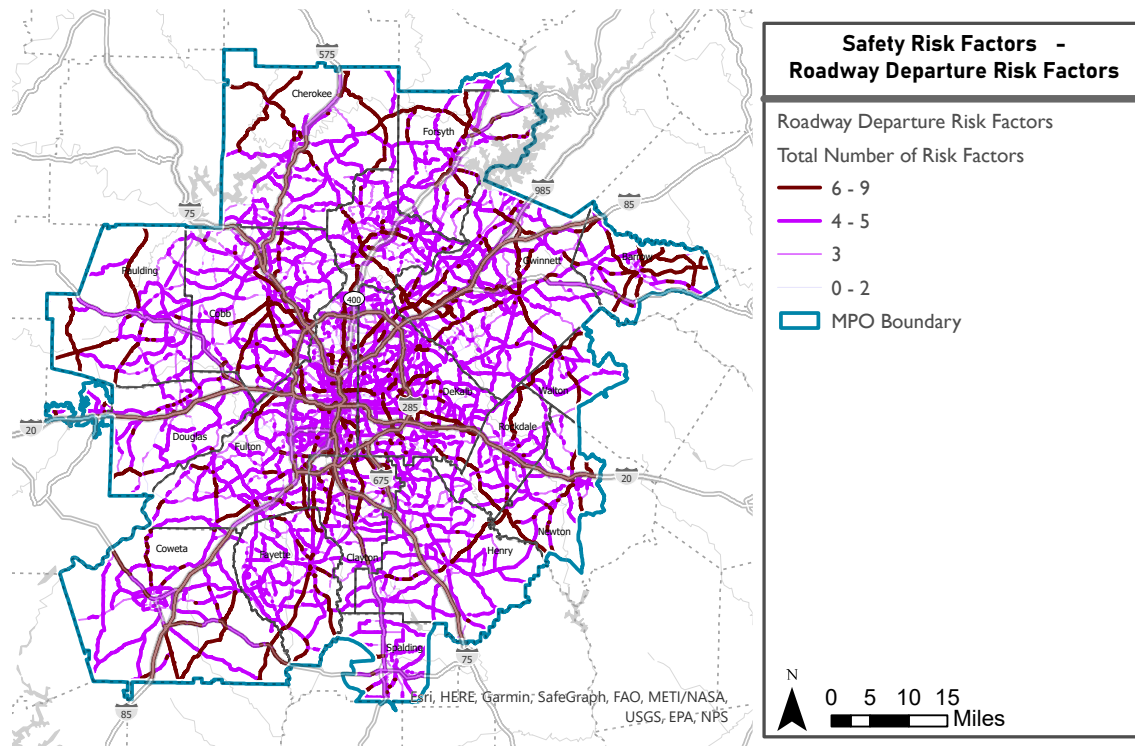 Safety Risk Factors -
Roadway Departure Risk Factors
Roadway Departure Risk Factors
Total Number of Risk Factors
6 - 9
4 - 5
3
0 - 2
MPO Boundary
N
0 5 10 15
Miles
575
Cherokee
Forsyth
985
75
85
Gwinnett
Barrow
Paulding
400
Cobb
DeKalb
Walton
285
20
Douglas
Fulton
Rockdale
675
20
Newton
Coweta
Fayette
Clayton
Henry
Spalding
75
85
Esri, HERE, Garmin, SafeGraph, FAO, METI/NASA,
USGS, EPA, NPS